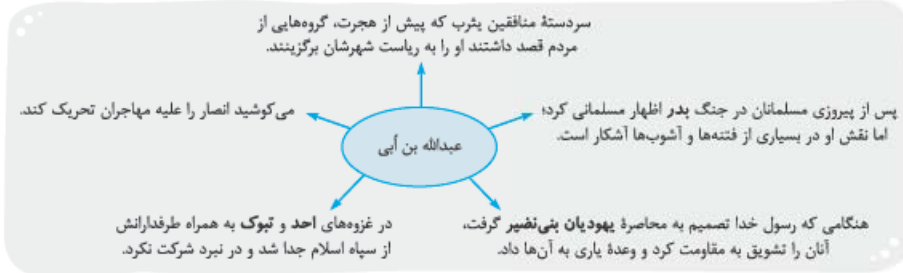 سردستهٔ منافقین یثرب که پیش از هجرت، گروه‌هایی از
مردم قصد داشتند او را به ریاست شهرشان برگزینند.
پس از پیروزی مسلمانان در جنگ بدر اظهار مسلمانی کرد؛
اما نقش او در بسیاری از فتنه‌ها و آشوب‌ها آشکار است.
می‌کوشید انصار را علیه مهاجران تحریک کند.
عبدالله بن اُبی
هنگامی که رسول خدا تصمیم به محاصرهٔ یهودیان بنی‌نضیر گرفت،
آنان را تشویق به مقاومت کرد و وعدهٔ یاری به آن‌ها داد.
در غزوه‌های احد و تبوک به همراه طرفدارانش
از سپاه اسلام جدا شد و در نبرد شرکت نکرد.